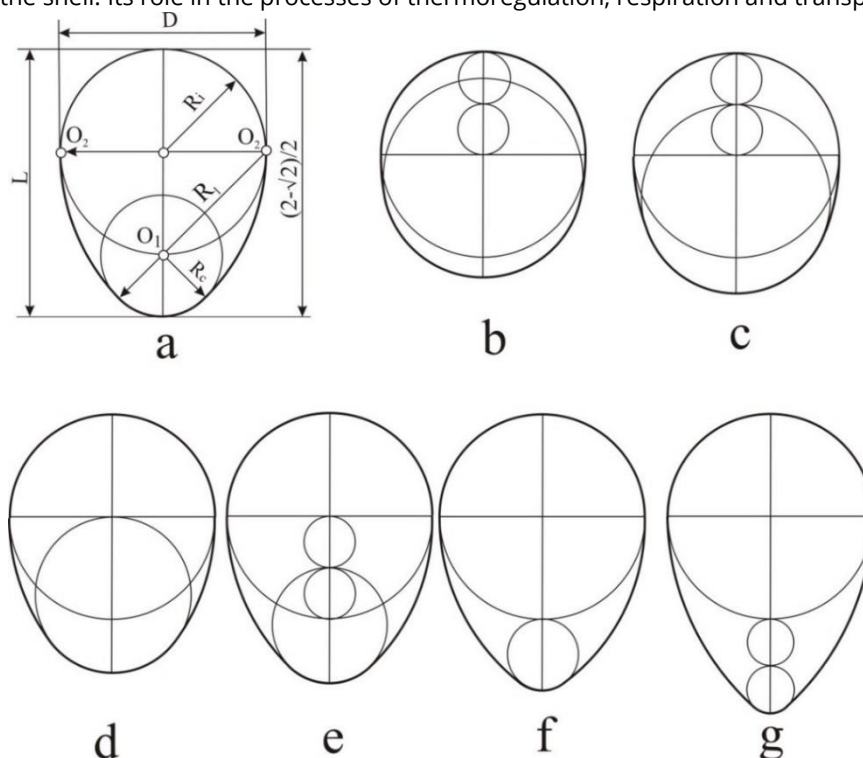 the shell. Its role in the processes of thermoregulation, respiration and transp
D
Ri
O2 O2
L
Rj
(2-√2)/2
O1
Rc
a b c
d e f g